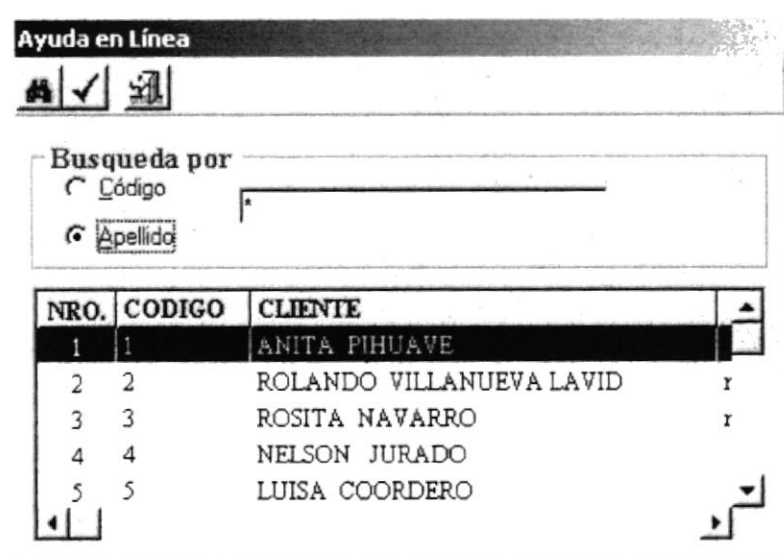 Ayuda en Línea
Busqueda por
Código
*
Apellido
NRO. CODIGO CLIENTE
1 1 ANITA PIHUAVE
2 2 ROLANDO VILLANUEVA LAVID r
3 3 ROSITA NAVARRO r
4 4 NELSON JURADO
5 5 LUISA COORDERO